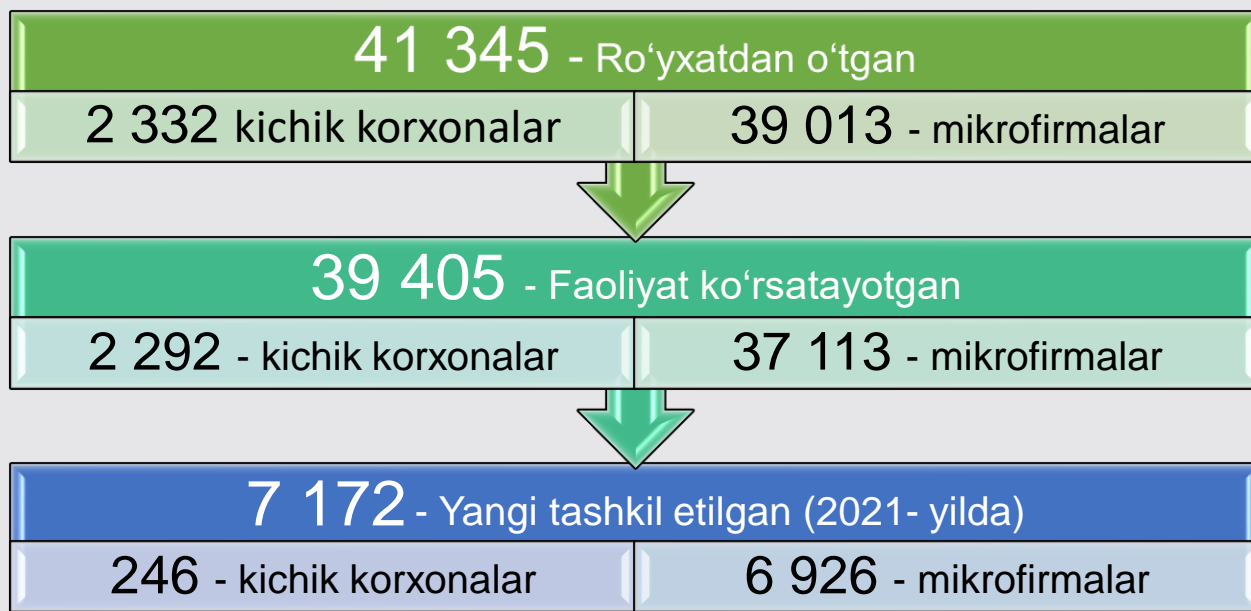 41 345 - Ro‘yxatdan o‘tgan
2 332 kichik korxonalar
39 013 - mikrofirmalar
39 405 - Faoliyat ko‘rsatayotgan
2 292 - kichik korxonalar
37 113 - mikrofirmalar
7 172 - Yangi tashkil etilgan (2021- yilda)
246 - kichik korxonalar
6 926 - mikrofirmalar